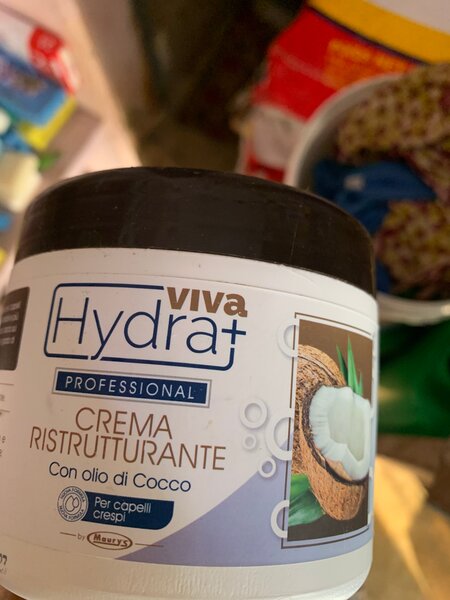 VIVA
Hydra+
PROFESSIONAL
CREMA
RISTRUTTURANTE
Con olio di Cocco
Per capelli
crespi
by Maury's